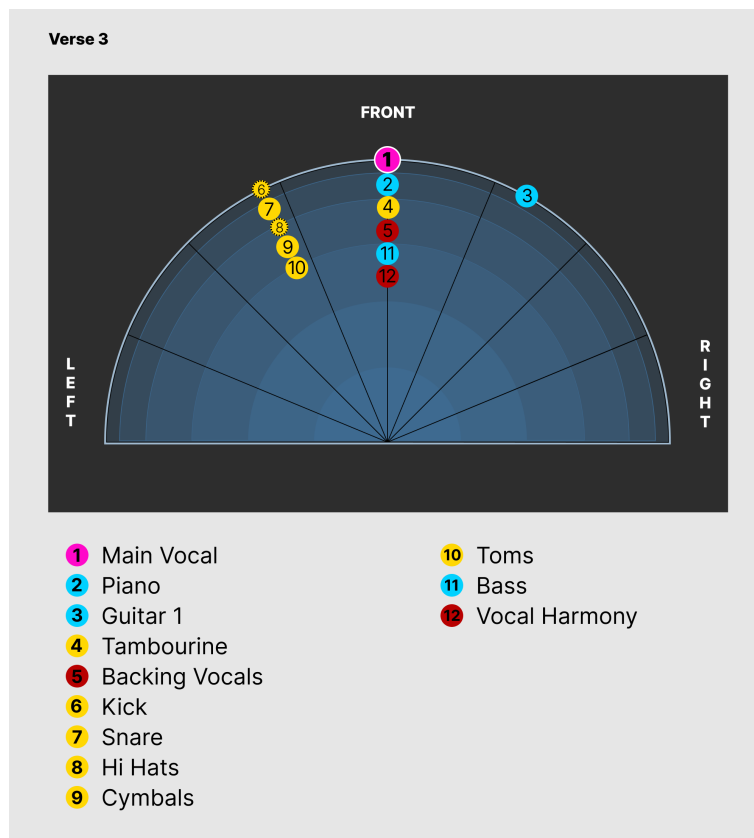 Verse 3
FRONT
1
6
2
3
7
4
8
5
9
11
10
12
LEFT
RIGHT
1 Main Vocal
2 Piano
3 Guitar 1
4 Tambourine
5 Backing Vocals
6 Kick
7 Snare
8 Hi Hats
9 Cymbals
10 Toms
11 Bass
12 Vocal Harmony